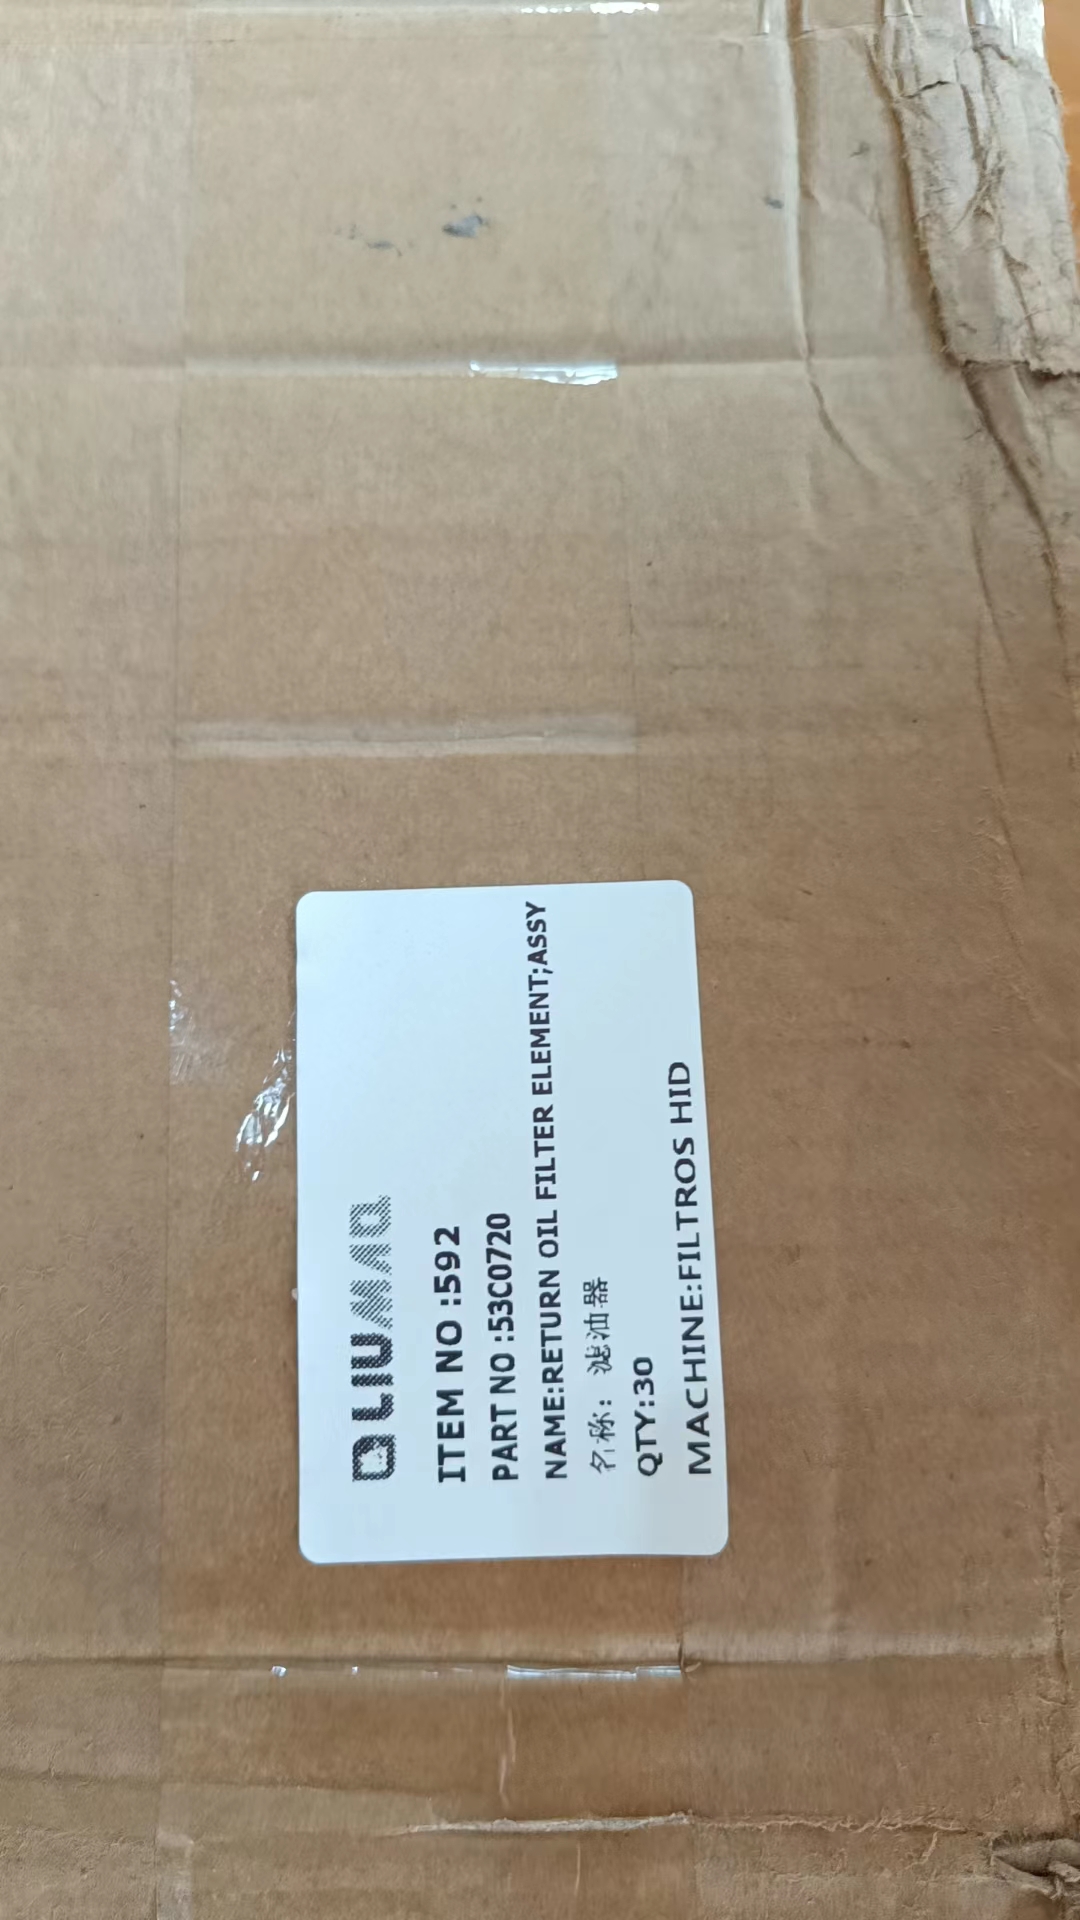 LIUMAQ
ITEM NO :592
PART NO :53C0720
NAME:RETURN OIL FILTER ELEMENT;ASSY
名称：滤油器
QTY:30
MACHINE:FILTROS HID